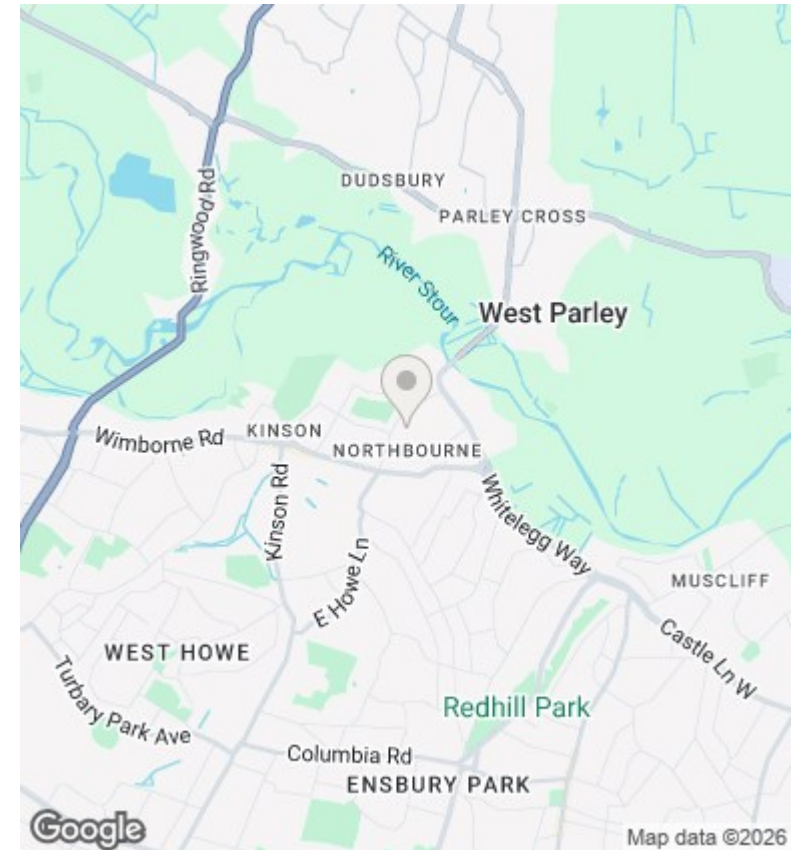 DUDSBURY
PARLEY CROSS
Ringwood Rd
River Stour
West Parley
Wimborne Rd
KINSON
NORTHBOURNE
Kinson Rd
Whitelegg Way
E Howe Ln
MUSCLIFF
WEST HOWE
Castle Ln W
Turbary Park Ave
Redhill Park
Columbia Rd
ENSBURY PARK
Google
Map data ©2026